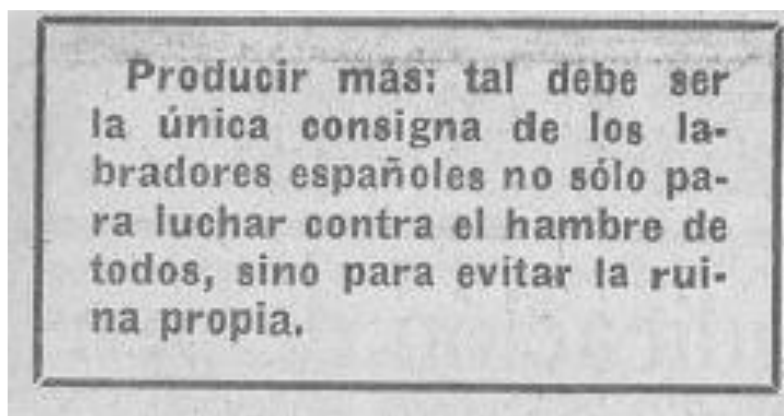 Producir más: tal debe ser
la única consigna de los la-
bradores españoles no sólo pa-
ra luchar contra el hambre de
todos, sino para evitar la rui-
na propia.